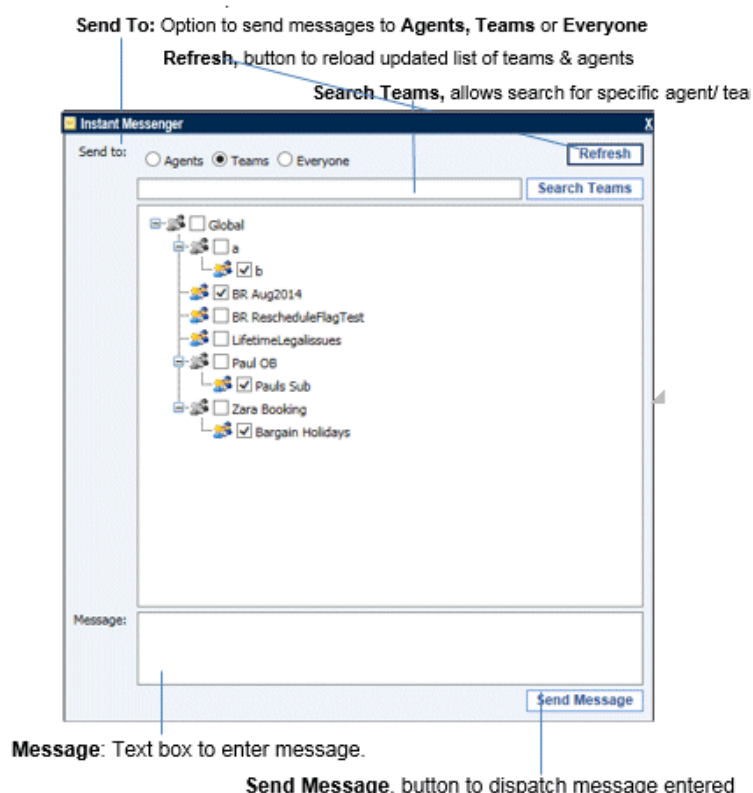 Send To: Option to send messages to Agents, Teams or Everyone
Refresh, button to reload updated list of teams & agents
Search Teams, allows search for specific agent/ tea
Instant Messenger X
Send to: Agents Teams Everyone Refresh
Search Teams
Global
a
b
BR Aug2014
BR RescheduleFlagTest
LifetimeLegalissues
Paul OB
Pauls Sub
Zara Booking
Bargain Holidays
Message:
Send Message
Message: Text box to enter message.
Send Message, button to dispatch message entered